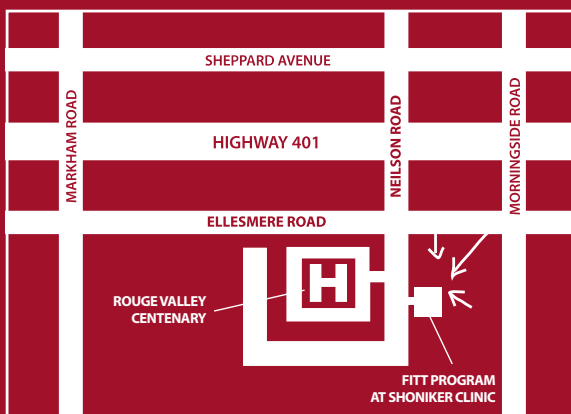 SHEPPARD AVENUE
MARKHAM ROAD
HIGHWAY 401
NEILSON ROAD
MORNINGSIDE ROAD
ELLESMERE ROAD
H
ROUGE VALLEY
CENTENARY
FITT PROGRAM
AT SHONIKER CLINIC